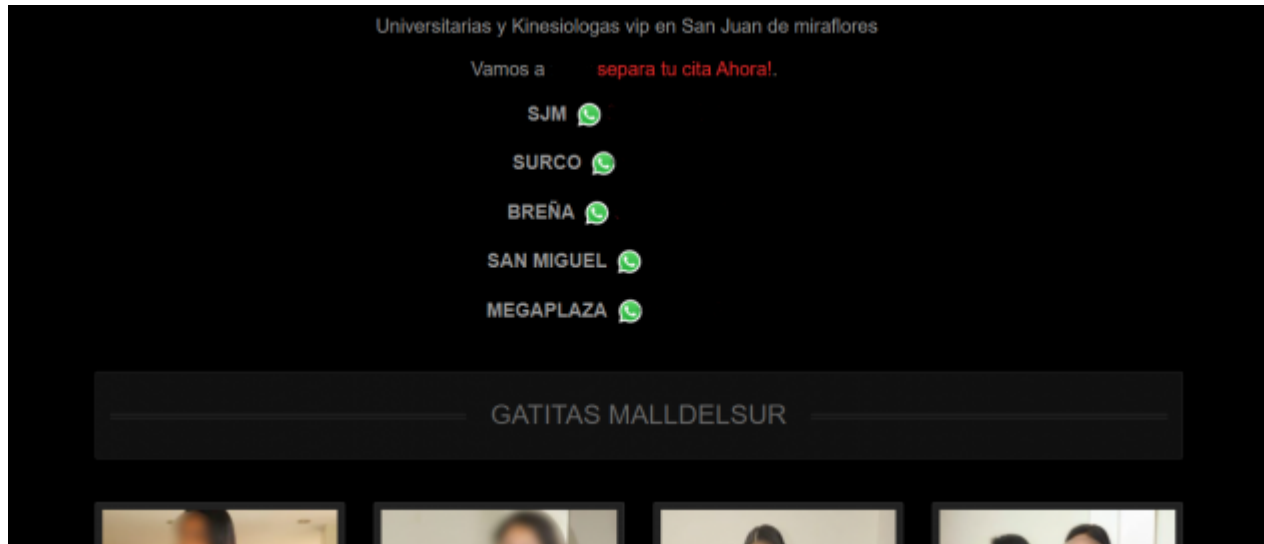 Universitarias y Kinesiologas vip en San Juan de miraflores
Vamos a separa tu cita Ahora!.
SJM
SURCO
BREÑA
SAN MIGUEL
MEGAPLAZA
GATITAS MALLDELSUR